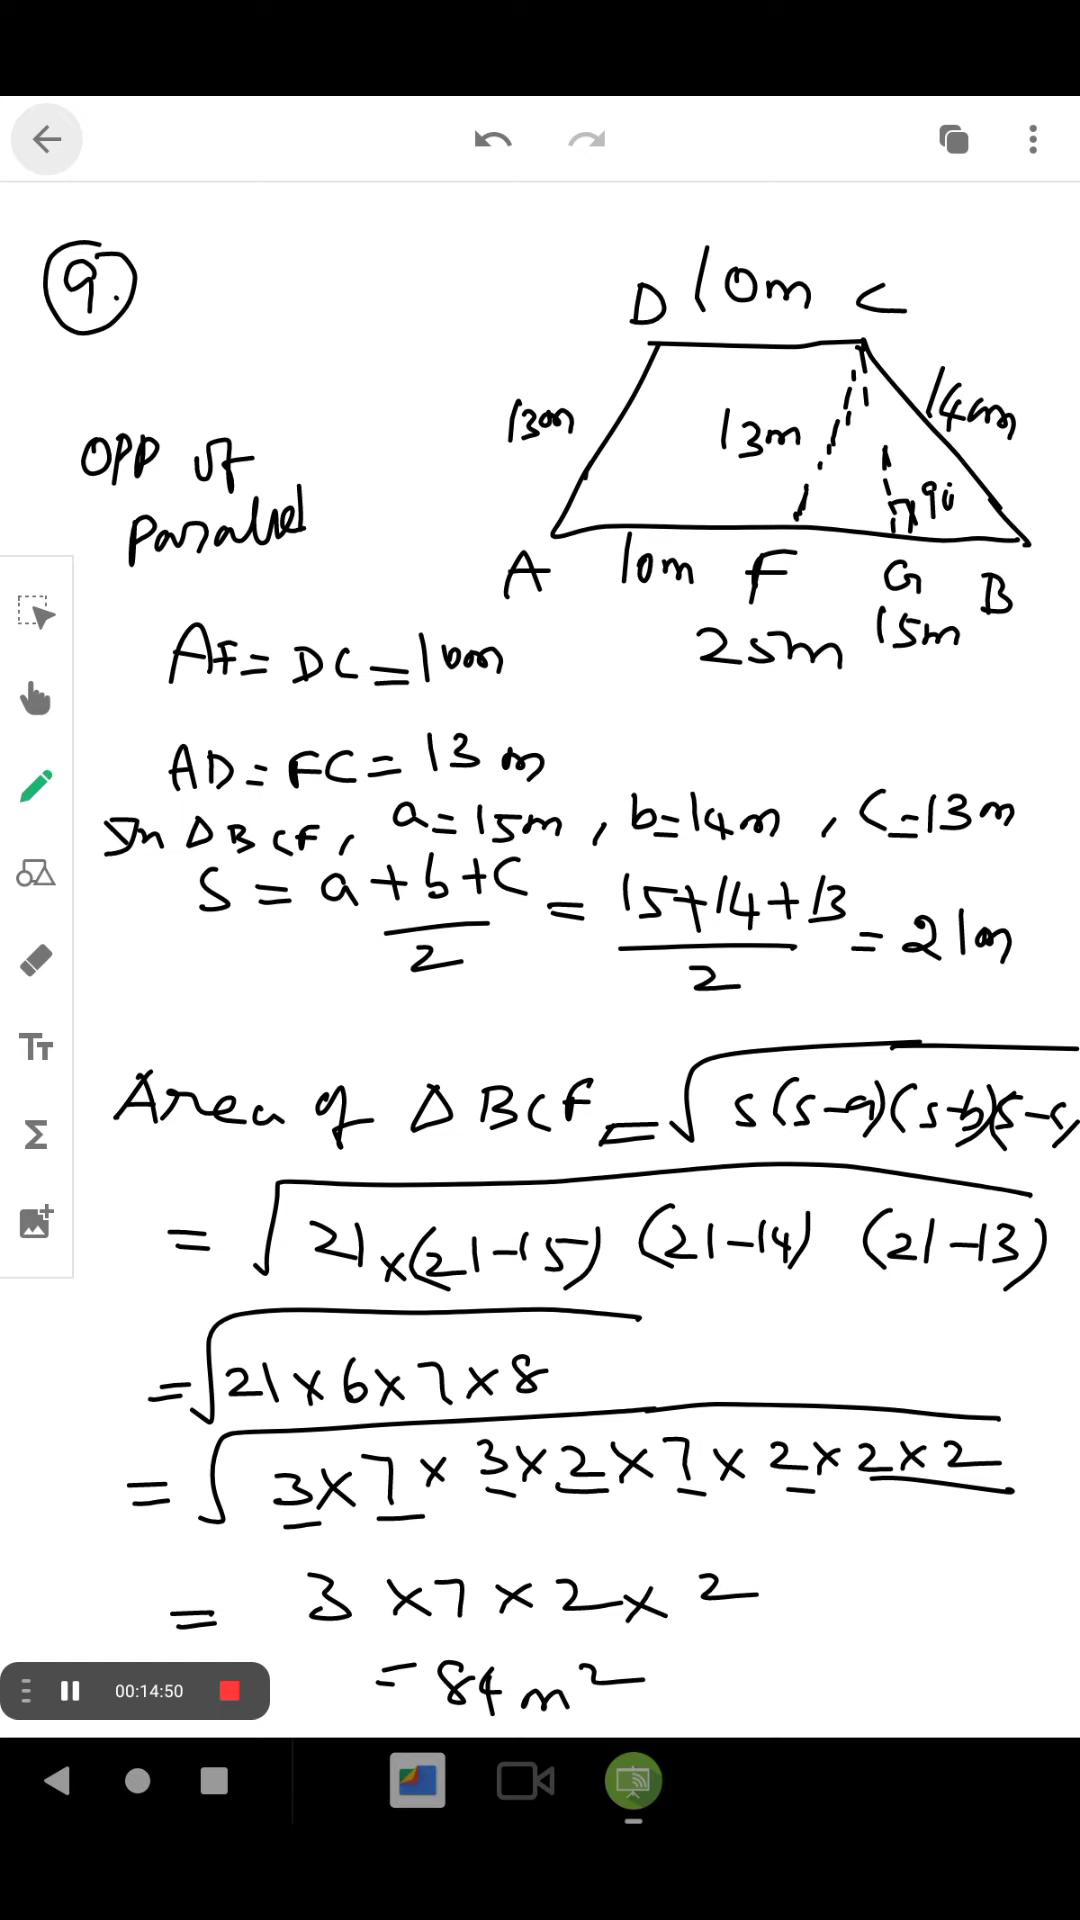 9.
D 10m C
13m 13m 14m
90
A 10m F G B
25m 15m
OPP of
Parallel
AF = DC = 10m
AD = FC = 13 m
In Δ BCF, a = 15m, b = 14m, C = 13m
S = a + b + C / 2 = 15 + 14 + 13 / 2 = 21m
Area of Δ BCF = √s(s-a)(s-b)(s-c)
= √21 x (21-15) (21-14) (21-13)
= √21 x 6 x 7 x 8
= √3 x 7 x 3 x 2 x 7 x 2 x 2 x 2
= 3 x 7 x 2 x 2
= 84 m²
TT
Σ
00:14:50